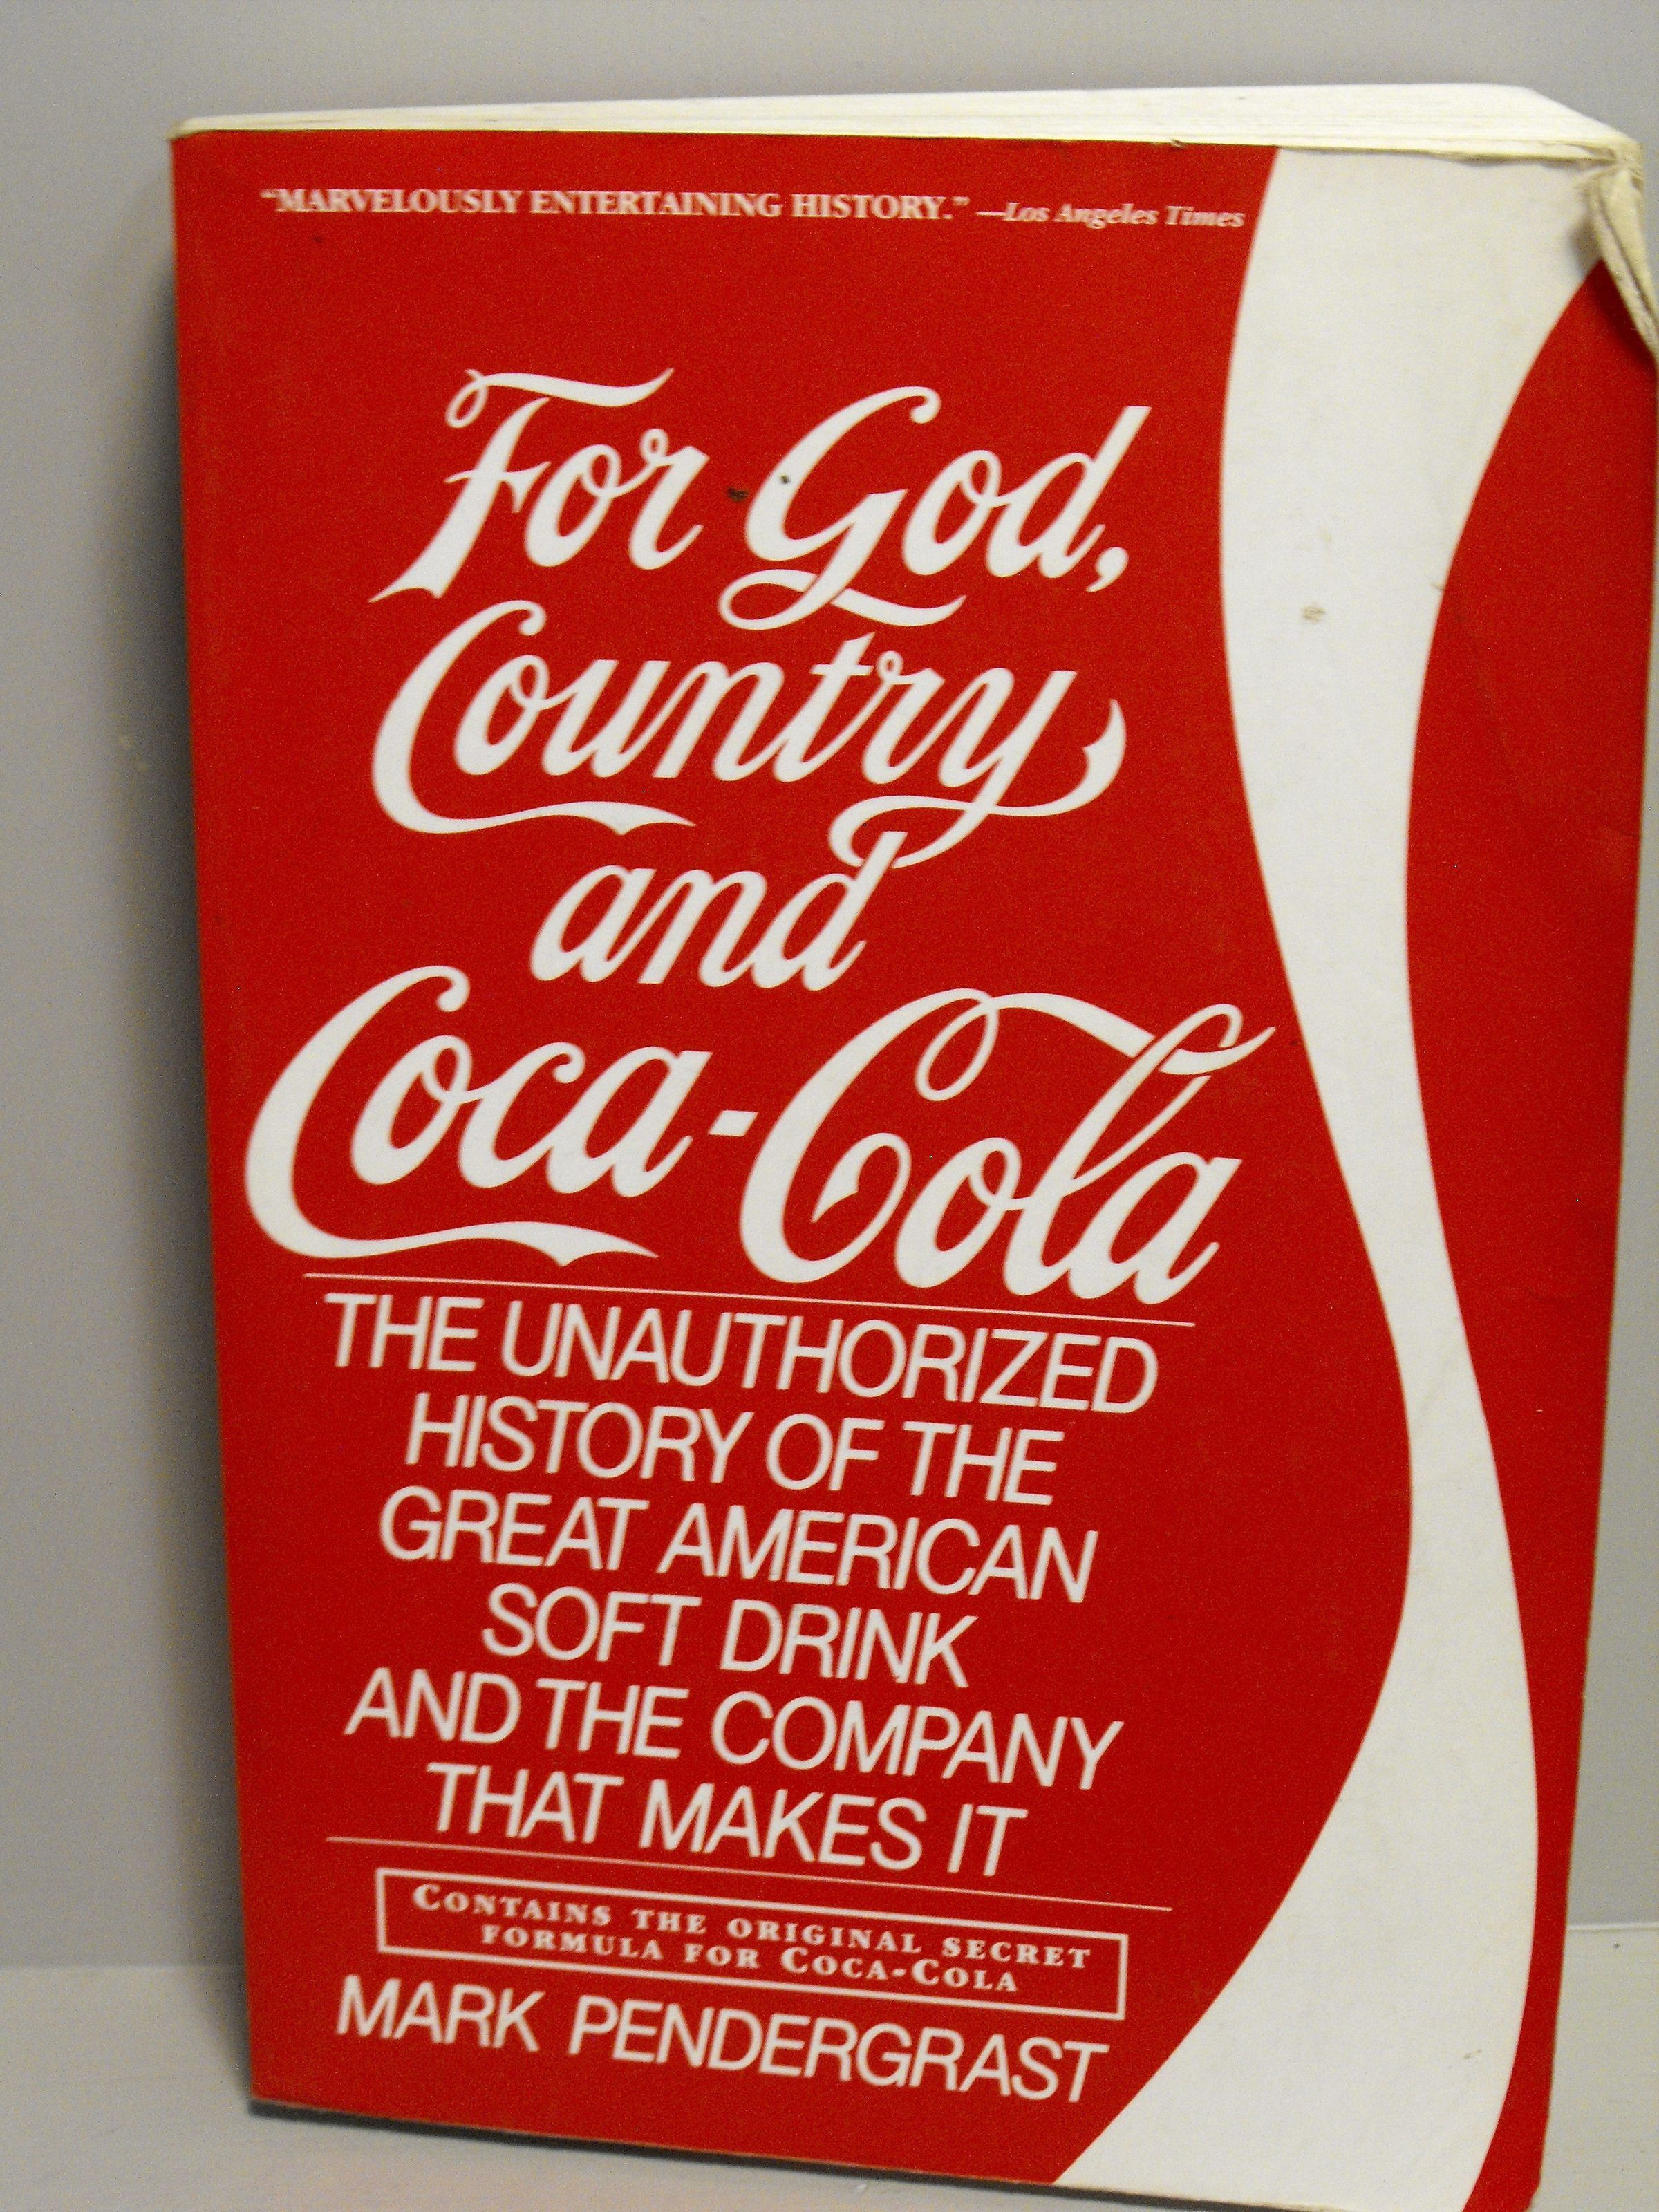 “MARVELOUSLY ENTERTAINING HISTORY.” —Los Angeles Times
For God,
Country
and
Coca-Cola
THE UNAUTHORIZED
HISTORY OF THE
GREAT AMERICAN
SOFT DRINK
AND THE COMPANY
THAT MAKES IT
CONTAINS THE ORIGINAL SECRET
FORMULA FOR COCA-COLA
MARK PENDERGRAST